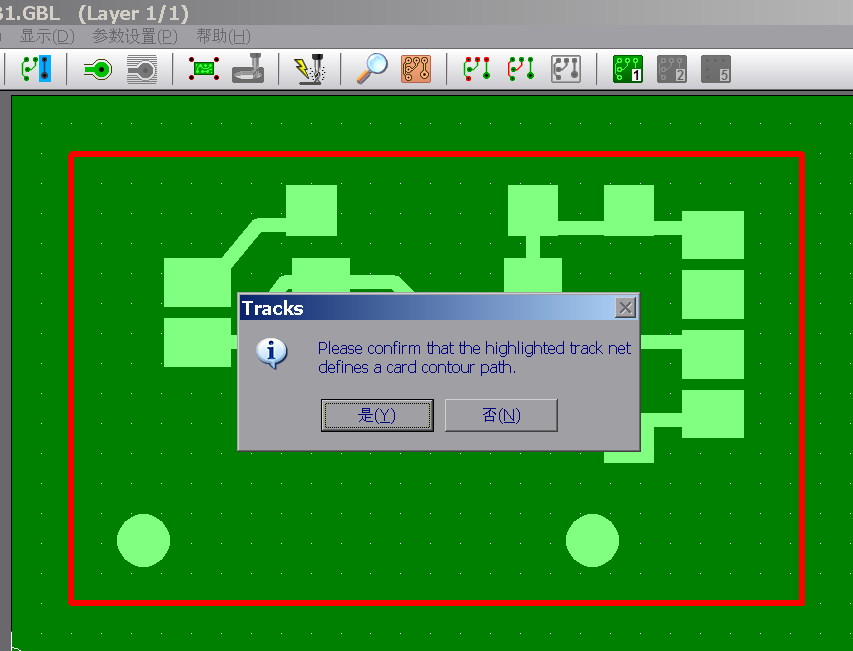 B1.GBL (Layer 1/1)
) 显示(D) 参数设置(P) 帮助(H)
1 2 5
Tracks
Please confirm that the highlighted track net
defines a card contour path.
是(Y) 否(N)